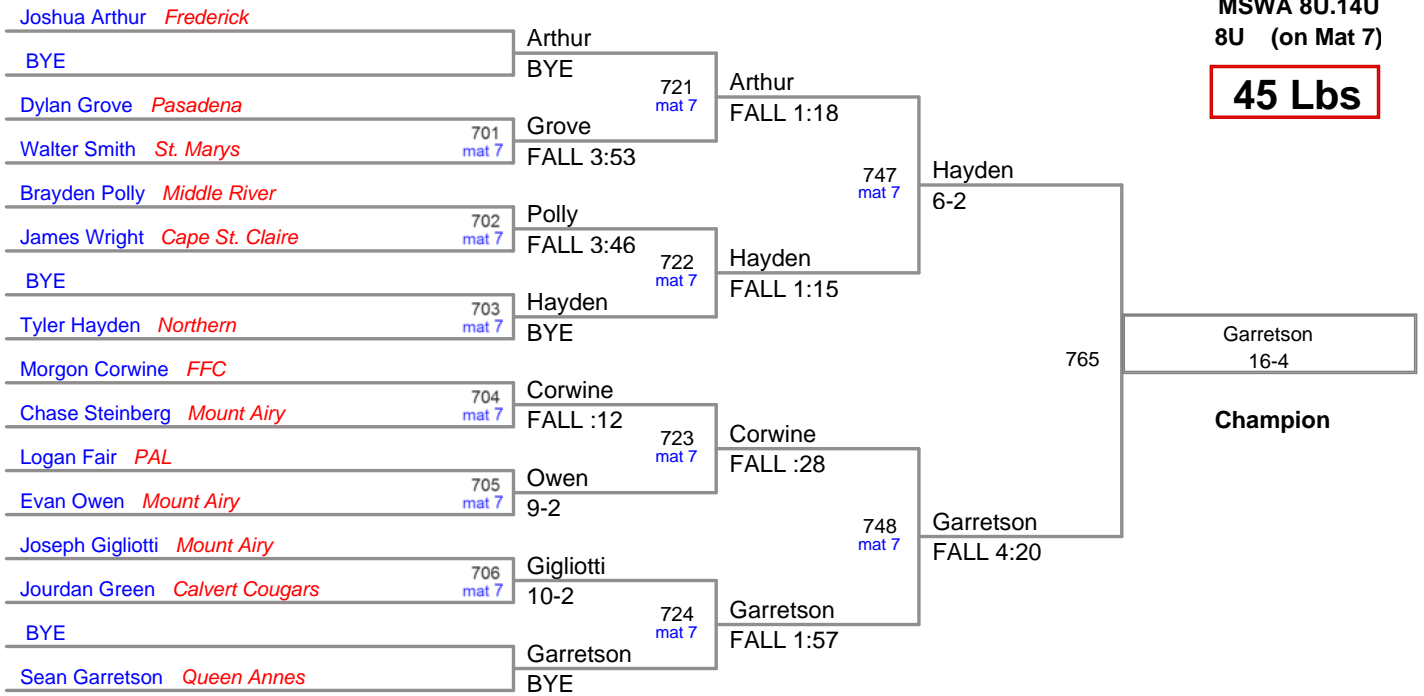 MSWA 8U.14U
8U (on Mat 7)
45 Lbs
Joshua Arthur Frederick
BYE
Dylan Grove Pasadena
Walter Smith St. Marys
Brayden Polly Middle River
James Wright Cape St. Claire
BYE
Tyler Hayden Northern
Morgon Corwine FFC
Chase Steinberg Mount Airy
Logan Fair PAL
Evan Owen Mount Airy
Joseph Gigliotti Mount Airy
Jourdan Green Calvert Cougars
BYE
Sean Garretson Queen Annes
701
mat 7
702
mat 7
703
mat 7
704
mat 7
705
mat 7
706
mat 7
Arthur
BYE
Grove
FALL 3:53
Polly
FALL 3:46
Hayden
BYE
Corwine
FALL :12
Owen
9-2
Gigliotti
10-2
Garretson
BYE
721
mat 7
722
mat 7
723
mat 7
724
mat 7
Arthur
FALL 1:18
Hayden
FALL 1:15
Corwine
FALL :28
Garretson
FALL 1:57
747
mat 7
748
mat 7
Hayden
6-2
Garretson
FALL 4:20
765
Garretson
16-4
Champion